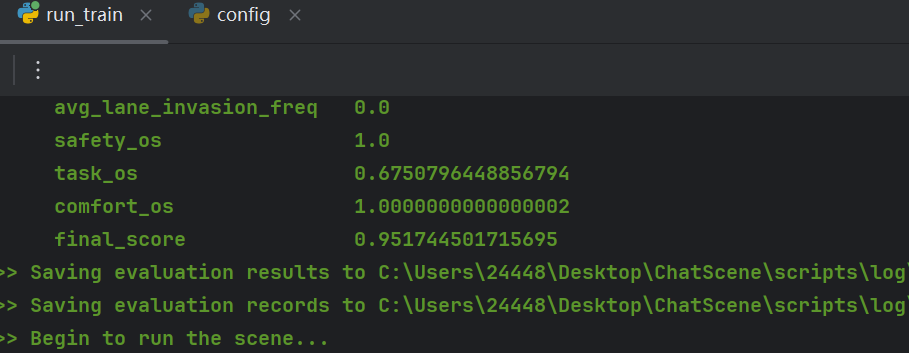 run_train × config ×
avg_lane_invasion_freq 0.0
safety_os 1.0
task_os 0.6750796448856794
comfort_os 1.0000000000000002
final_score 0.951744501715695
>> Saving evaluation results to C:\Users\24448\Desktop\ChatScene\scripts\log\
>> Saving evaluation records to C:\Users\24448\Desktop\ChatScene\scripts\log\
>> Begin to run the scene...